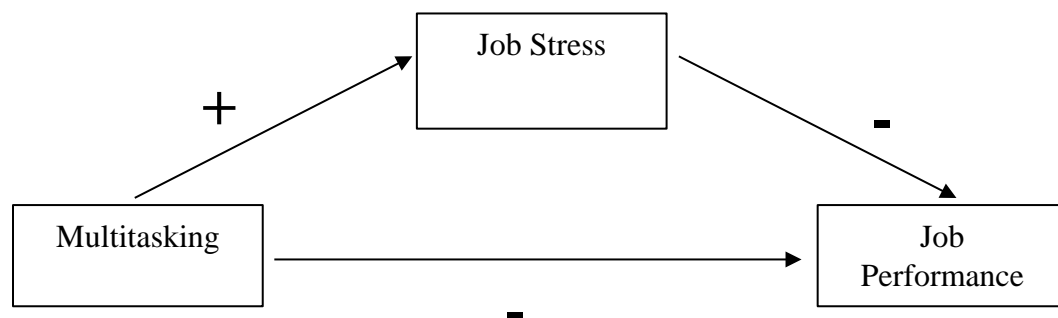 Job Stress
+
-
Multitasking
Job
Performance
-